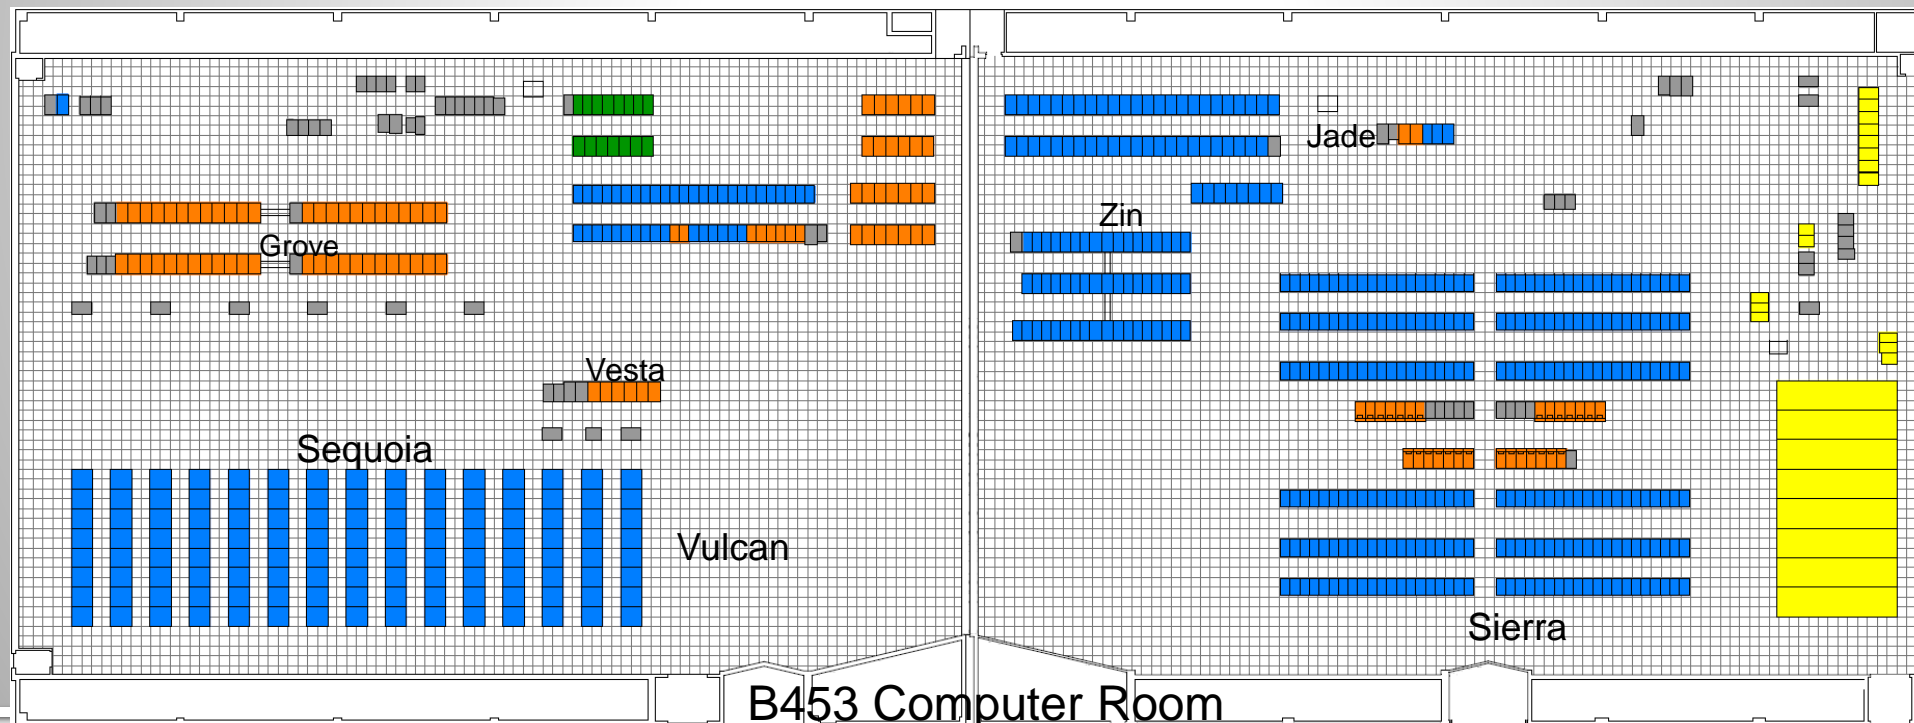 Jade
Zin
Grove
Vesta
Sequoia
Vulcan
Sierra
B453 Computer Room